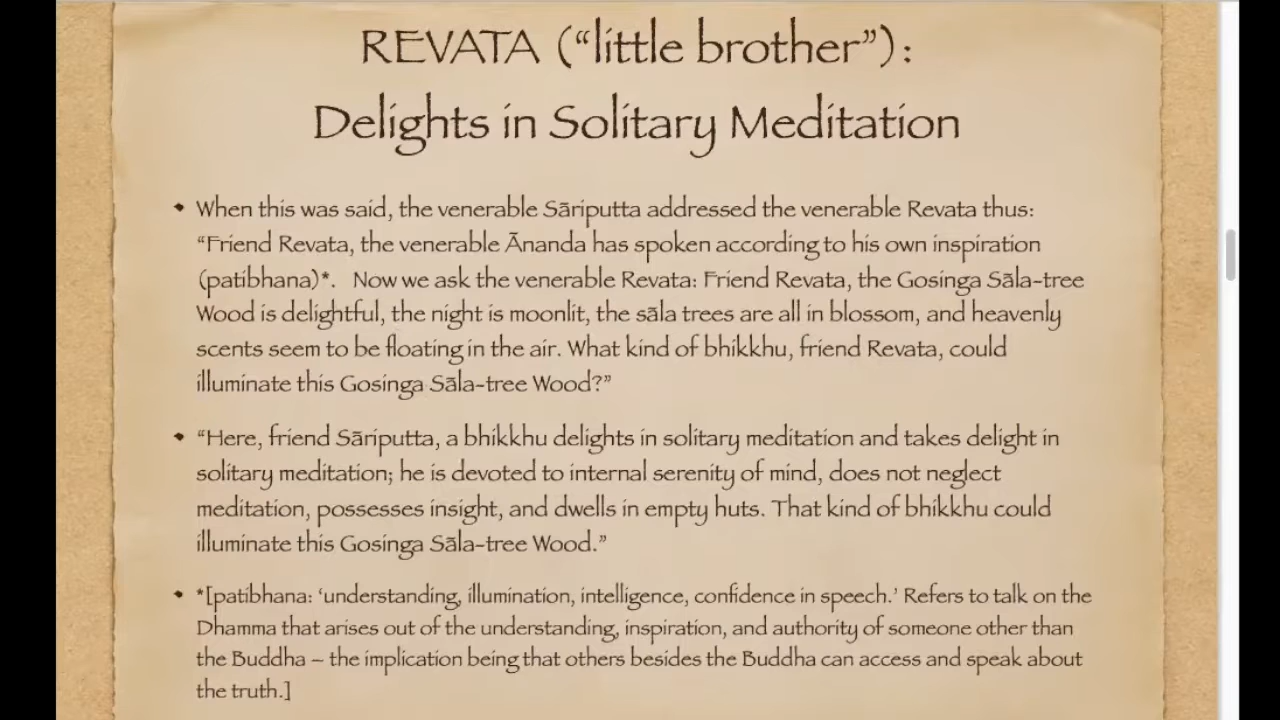 REVATA (“little brother”):
Delights in Solitary Meditation
• When this was said, the venerable Sāriputta addressed the venerable Revata thus:
“Friend Revata, the venerable Ānanda has spoken according to his own inspiration
(patibhana)*. Now we ask the venerable Revata: Friend Revata, the Gosinga Sāla-tree
Wood is delightful, the night is moonlit, the sāla trees are all in blossom, and heavenly
scents seem to be floating in the air. What kind of bhikkhu, friend Revata, could
illuminate this Gosinga Sāla-tree Wood?”
• “Here, friend Sāriputta, a bhikkhu delights in solitary meditation and takes delight in
solitary meditation; he is devoted to internal serenity of mind, does not neglect
meditation, possesses insight, and dwells in empty huts. That kind of bhikkhu could
illuminate this Gosinga Sāla-tree Wood.”
• *[patibhana: ‘understanding, illumination, intelligence, confidence in speech.’ Refers to talk on the
Dhamma that arises out of the understanding, inspiration, and authority of someone other than
the Buddha – the implication being that others besides the Buddha can access and speak about
the truth.]